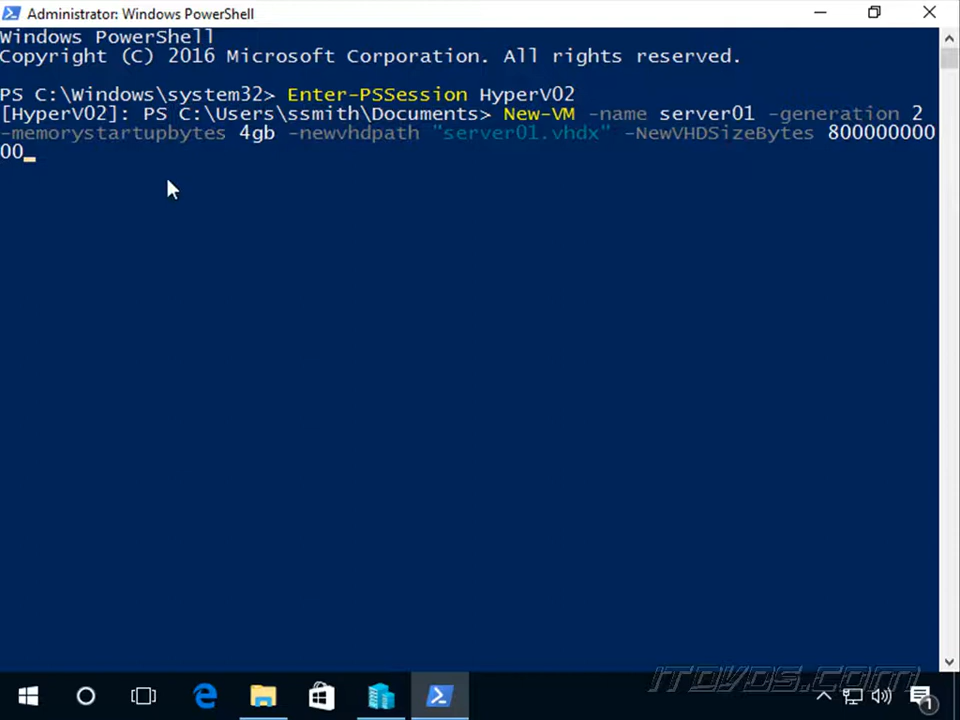 Administrator: Windows PowerShell
Windows PowerShell
Copyright (C) 2016 Microsoft Corporation. All rights reserved.
PS C:\Windows\system32> Enter-PSSession HyperV02
[HyperV02]: PS C:\Users\ssmith\Documents> New-VM -name server01 -generation 2
-memorystartupbytes 4gb -newvhdpath "server01.vhdx" -NewVHDSizeBytes 800000000
00_
ITDVDS.COM
1